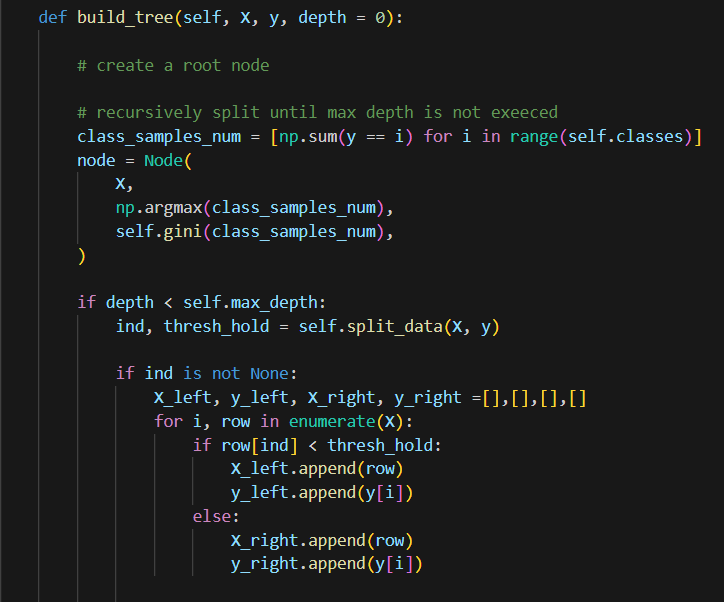 def build_tree(self, X, y, depth = 0):
# create a root node
# recursively split until max depth is not exeeced
class_samples_num = [np.sum(y == i) for i in range(self.classes)]
node = Node(
X,
np.argmax(class_samples_num),
self.gini(class_samples_num),
)
if depth < self.max_depth:
ind, thresh_hold = self.split_data(X, y)
if ind is not None:
X_left, y_left, X_right, y_right =[],[],[],[]
for i, row in enumerate(X):
if row[ind] < thresh_hold:
X_left.append(row)
y_left.append(y[i])
else:
X_right.append(row)
y_right.append(y[i])